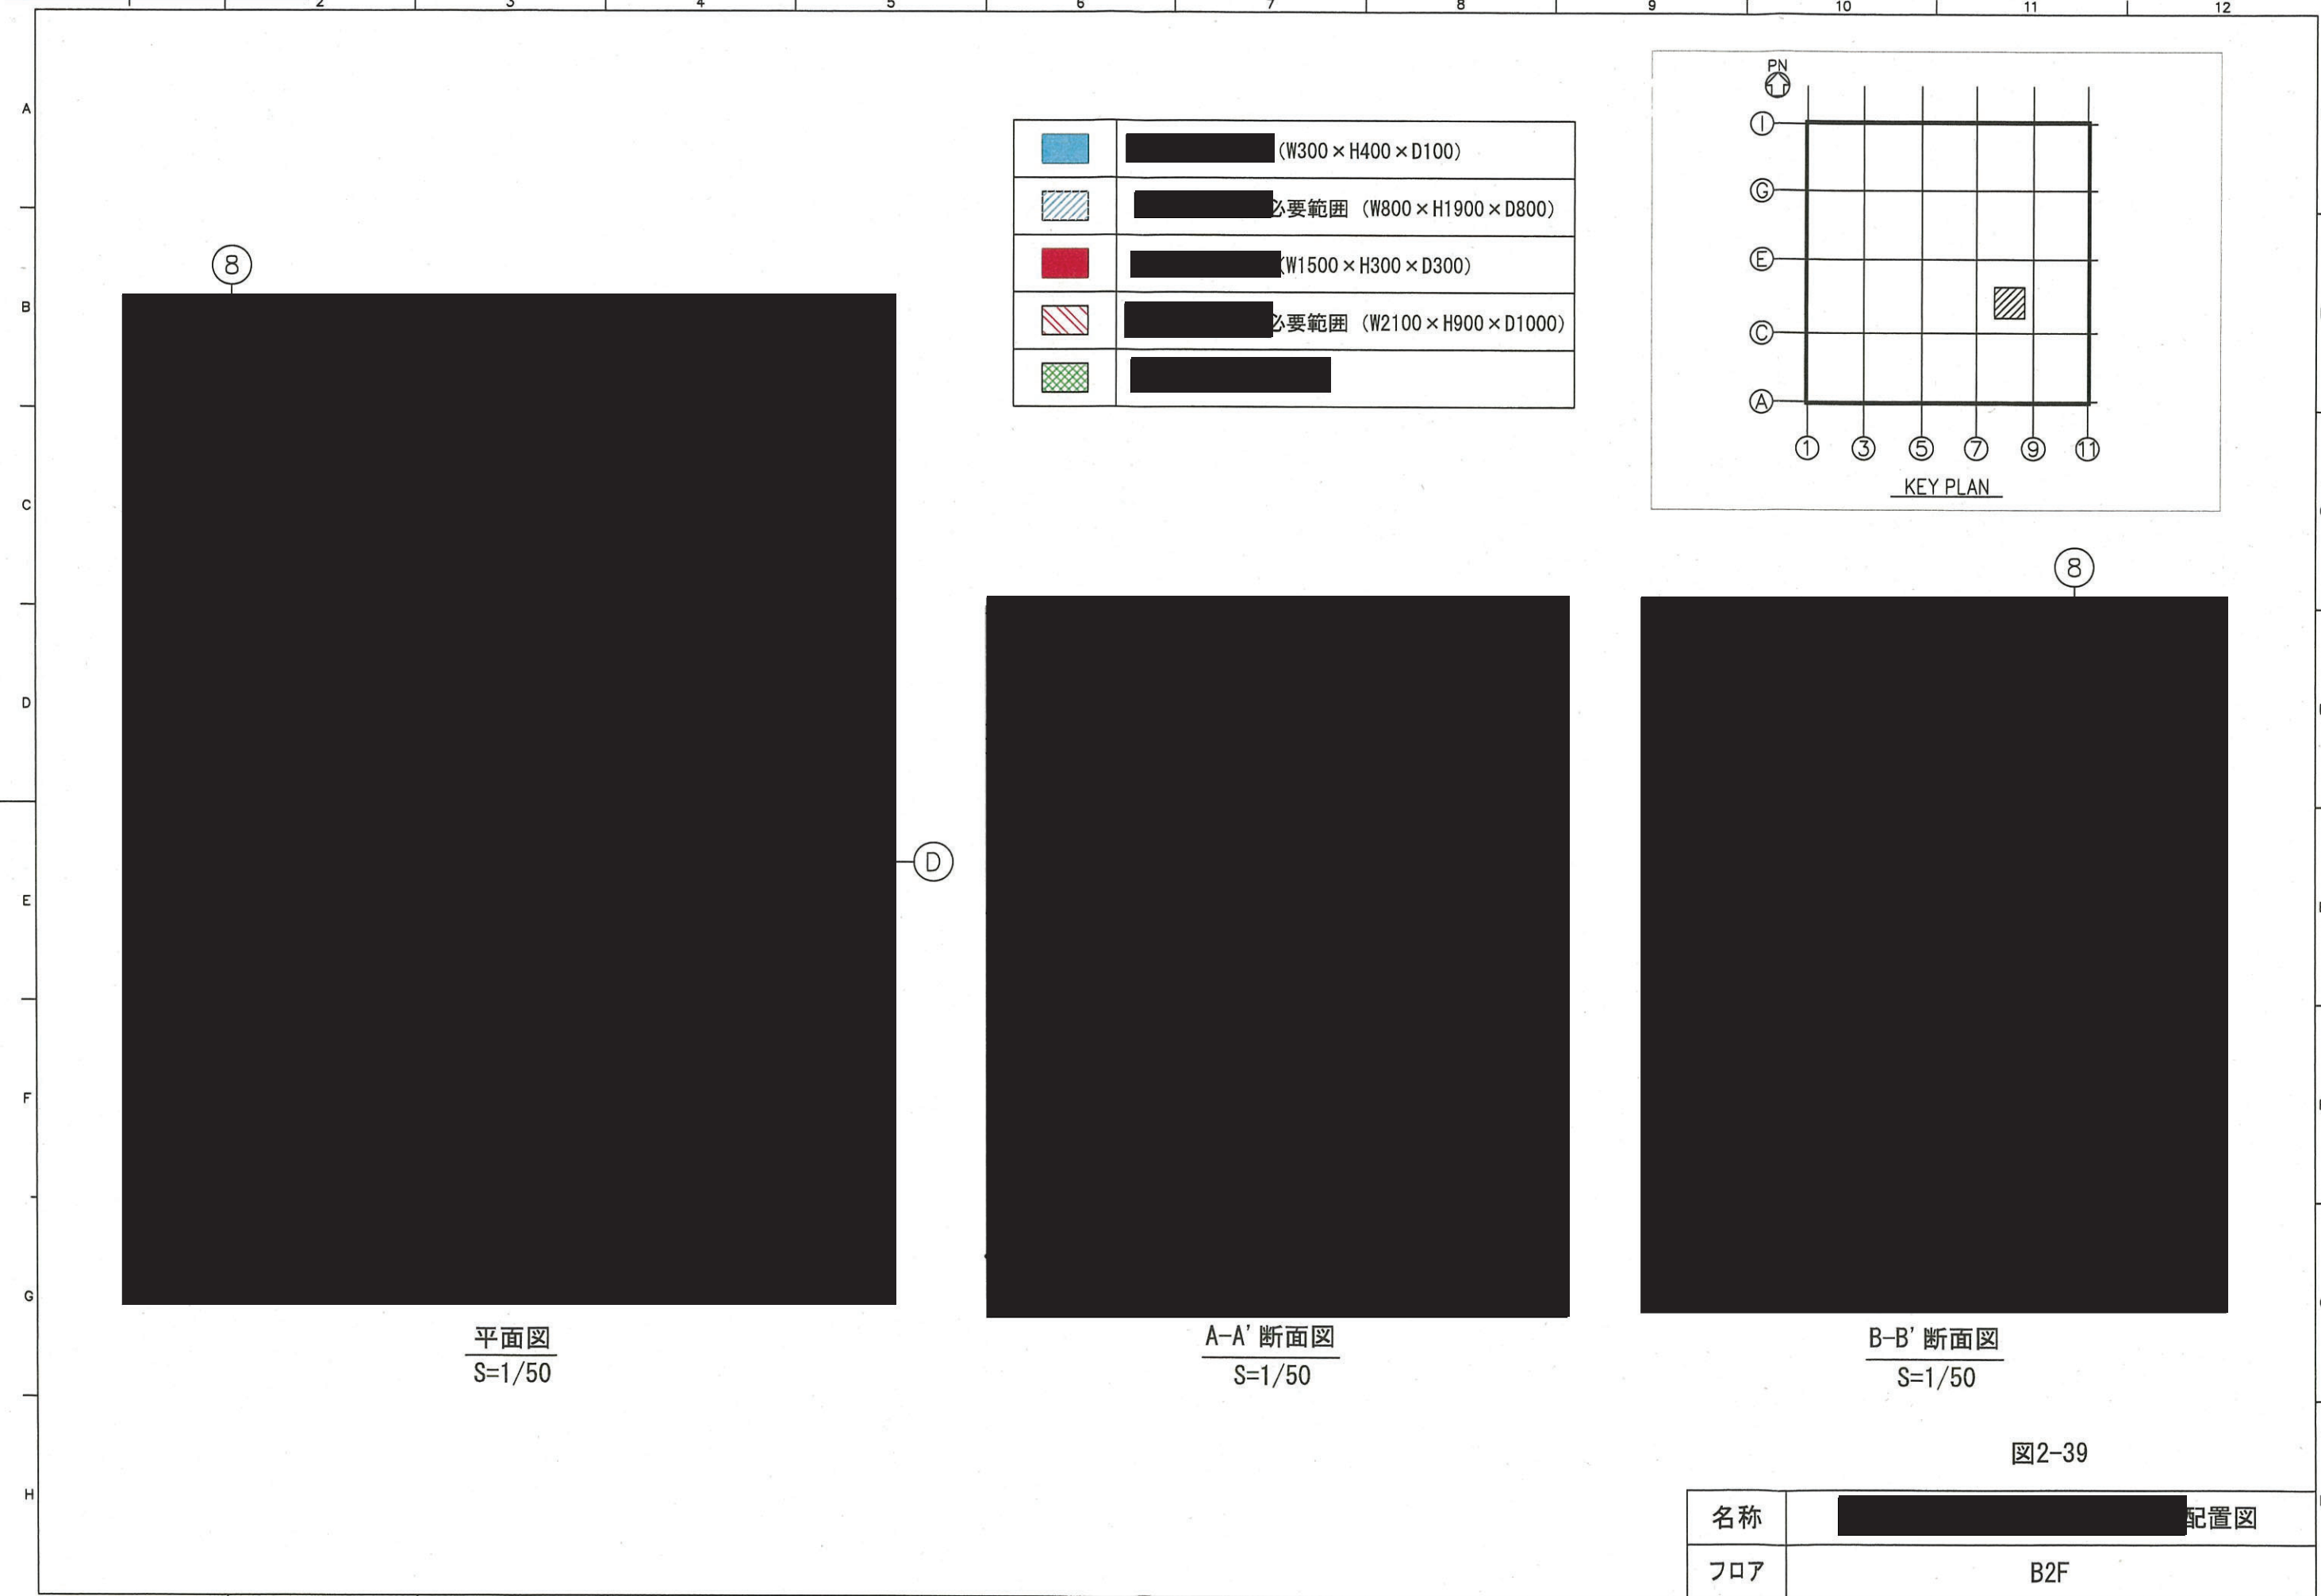 1 2 3 4 5 6 7 8 9 10 11 12
A
B
C
D
E
F
G
H
(W300×H400×D100)
必要範囲 (W800×H1900×D800)
(W1500×H300×D300)
必要範囲 (W2100×H900×D1000)
PN
I
G
E
C
A
1 3 5 7 9 11
KEY PLAN
8
D
8
平面図
S=1/50
A-A' 断面図
S=1/50
B-B' 断面図
S=1/50
図2-39
名称 配置図
フロア B2F